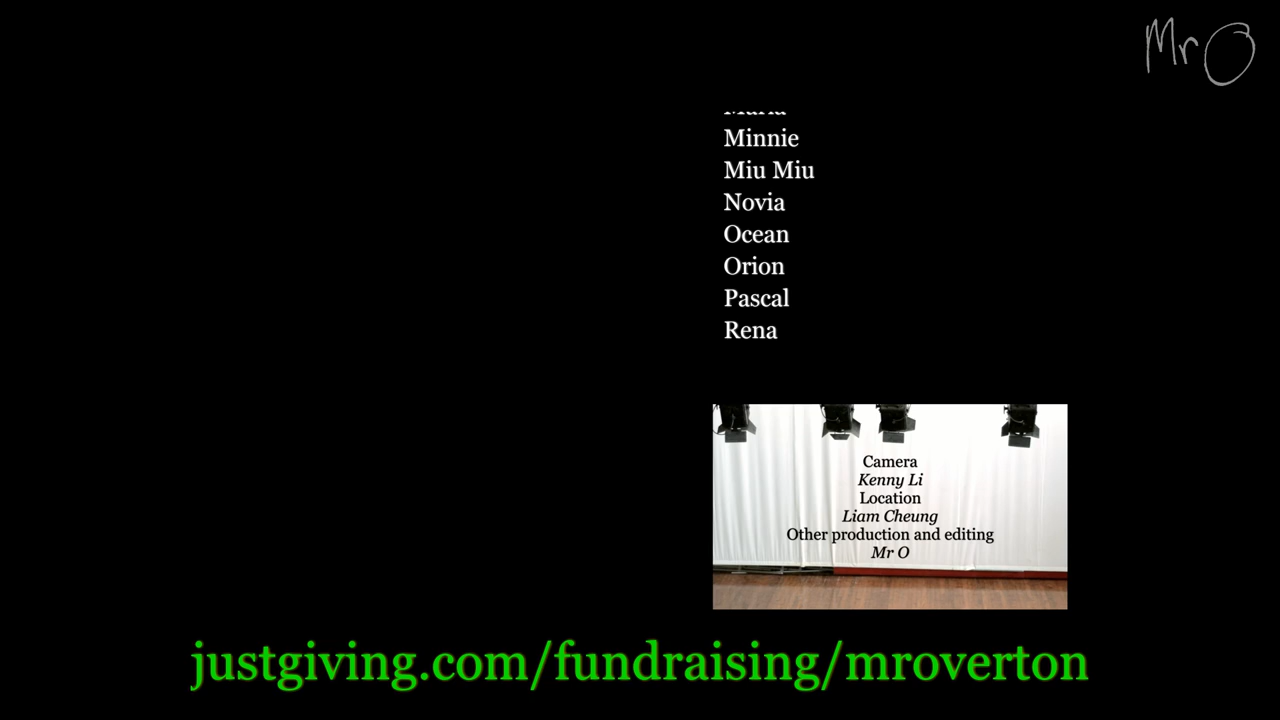 Mr O
Minnie
Miu Miu
Novia
Ocean
Orion
Pascal
Rena
Camera
Kenny Li
Location
Liam Cheung
Other production and editing
Mr O
justgiving.com/fundraising/mroverton